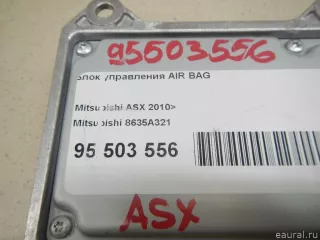 95503556
Блок управления AIR BAG
Mitsubishi ASX 2010>
Mitsubishi 8635A321
95 503 556
ASX
eaural.ru